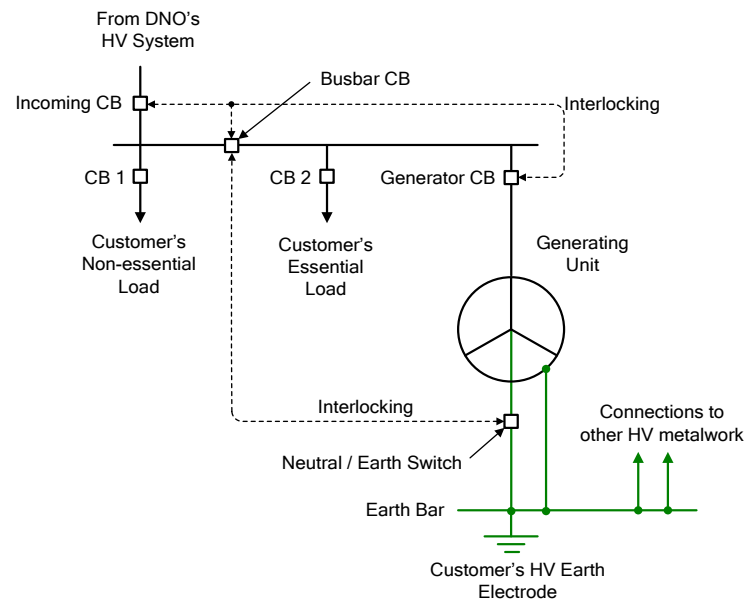 From DNO's
HV System
Busbar CB
Incoming CB
Interlocking
CB 1
CB 2
Generator CB
Customer's
Non-essential
Load
Customer's
Essential
Load
Generating
Unit
Interlocking
Connections to
other HV metalwork
Neutral / Earth Switch
Earth Bar
Customer's HV Earth
Electrode